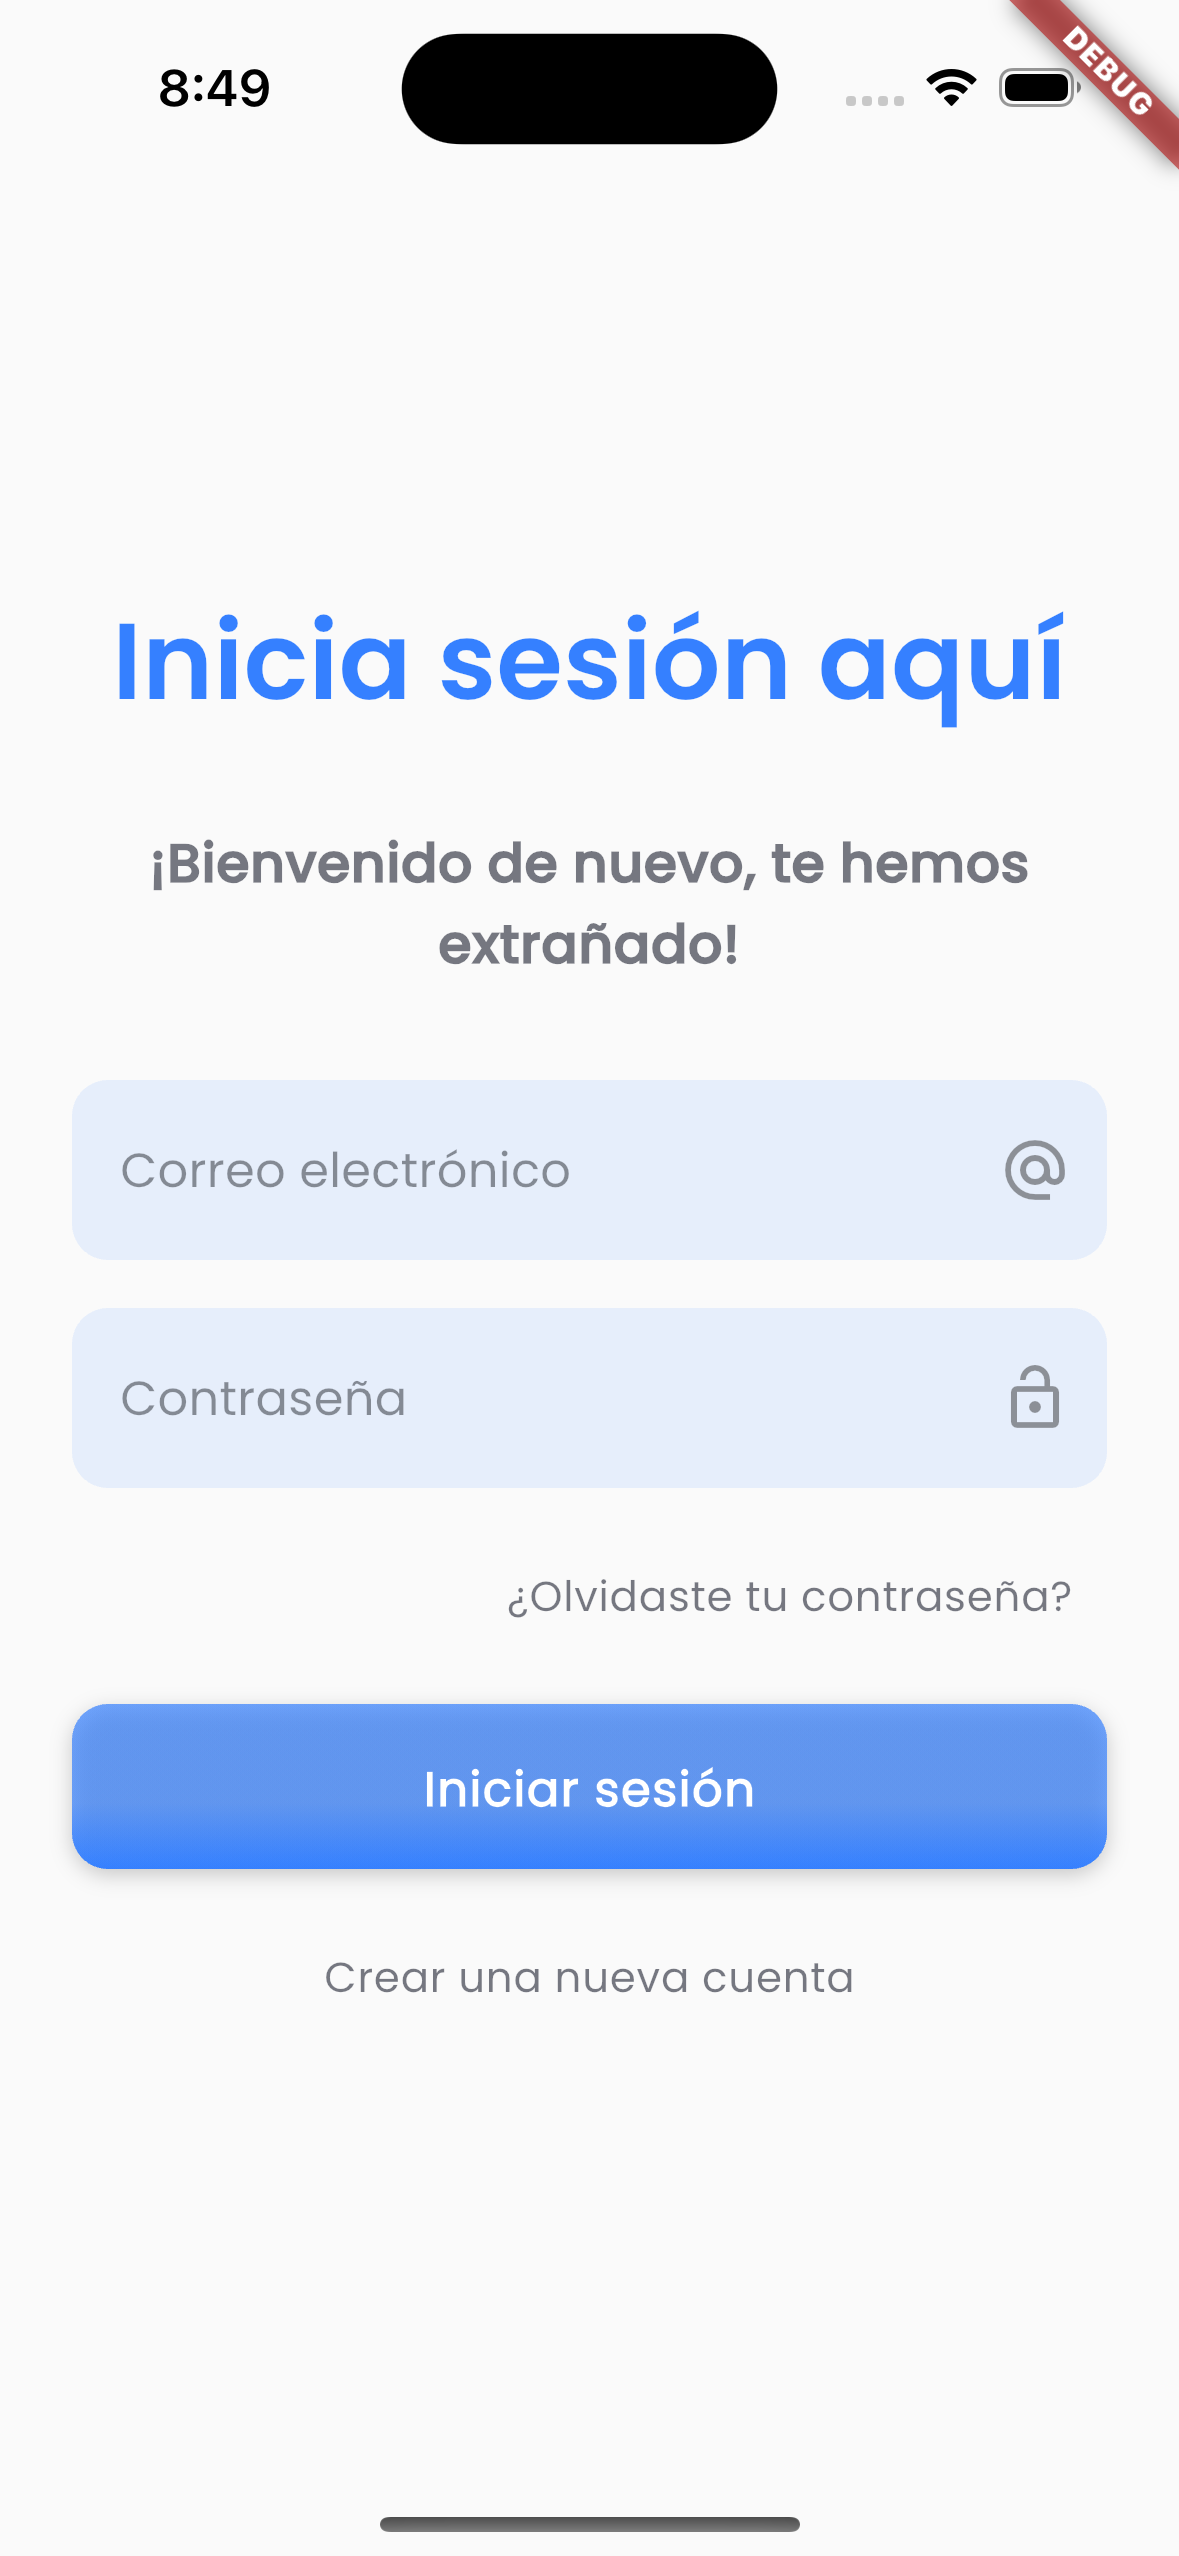 8:49
DEBUG
Inicia sesión aquí
¡Bienvenido de nuevo, te hemos
extrañado!
Correo electrónico
Contraseña
¿Olvidaste tu contraseña?
Iniciar sesión
Crear una nueva cuenta